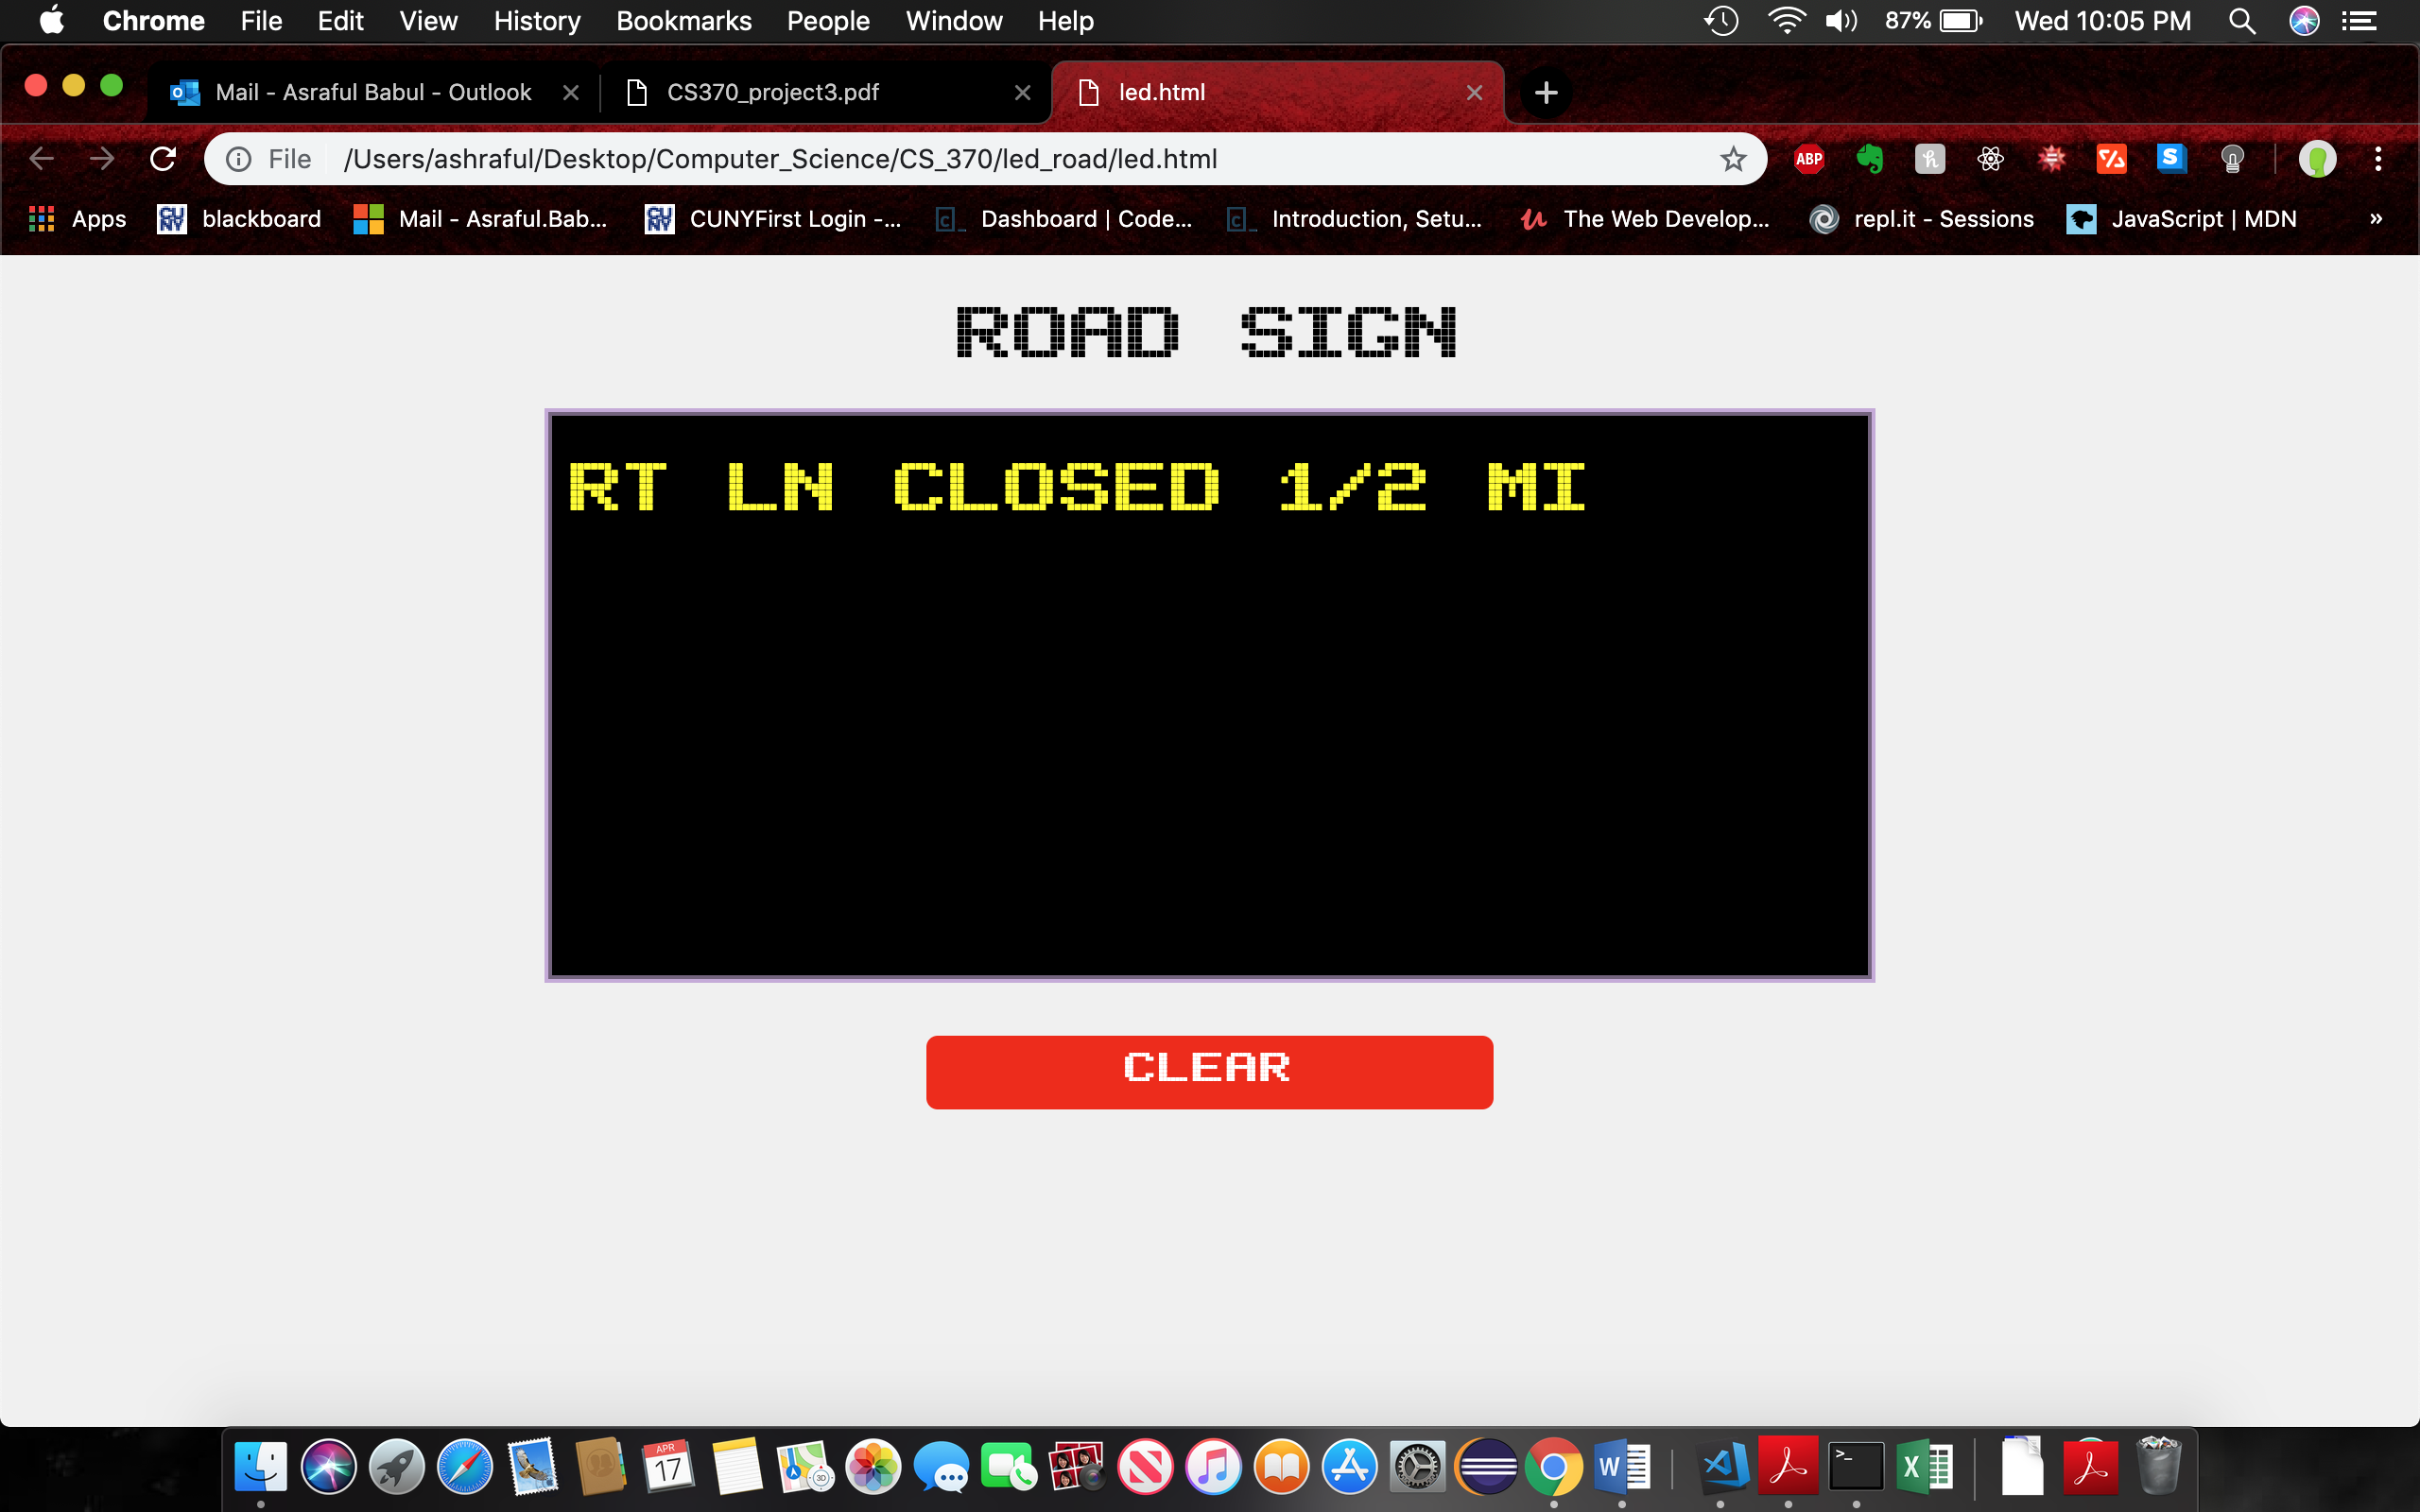 Chrome File Edit View History Bookmarks People Window Help 87% Wed 10:05 PM
Mail - Asraful Babul - Outlook CS370_project3.pdf led.html
File /Users/ashraful/Desktop/Computer_Science/CS_370/led_road/led.html ABP
Apps blackboard Mail - Asraful.Bab... CUNYFirst Login -... Dashboard | Code... Introduction, Setu... The Web Develop... repl.it - Sessions JavaScript | MDN »
ROAD SIGN
RT LN CLOSED 1/2 MI
CLEAR
APR
17
3D